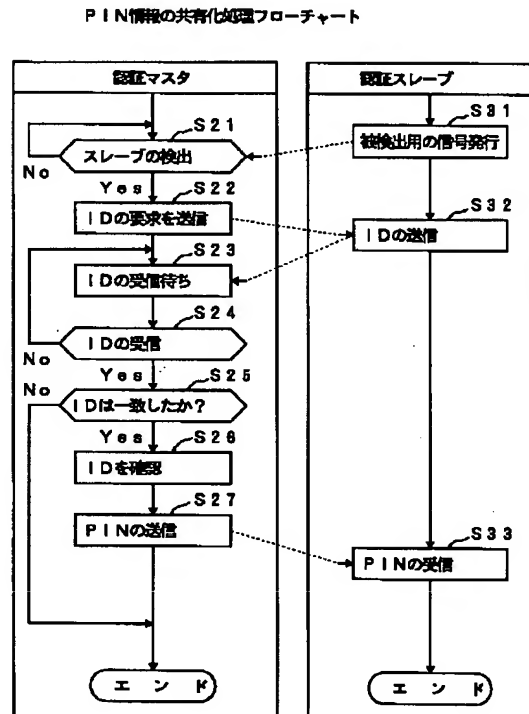 PIN情報の共有化処理フローチャート
認証マスタ
S21
スレーブの検出
No
Yes
S22
IDの要求を送信
S23
IDの受信待ち
S24
IDの受信
No
Yes
S25
No
IDは一致したか?
Yes
S26
IDを確認
S27
PINの送信
エンド
認証スレーブ
S31
被検出用の信号発行
S32
IDの送信
S33
PINの受信
エンド